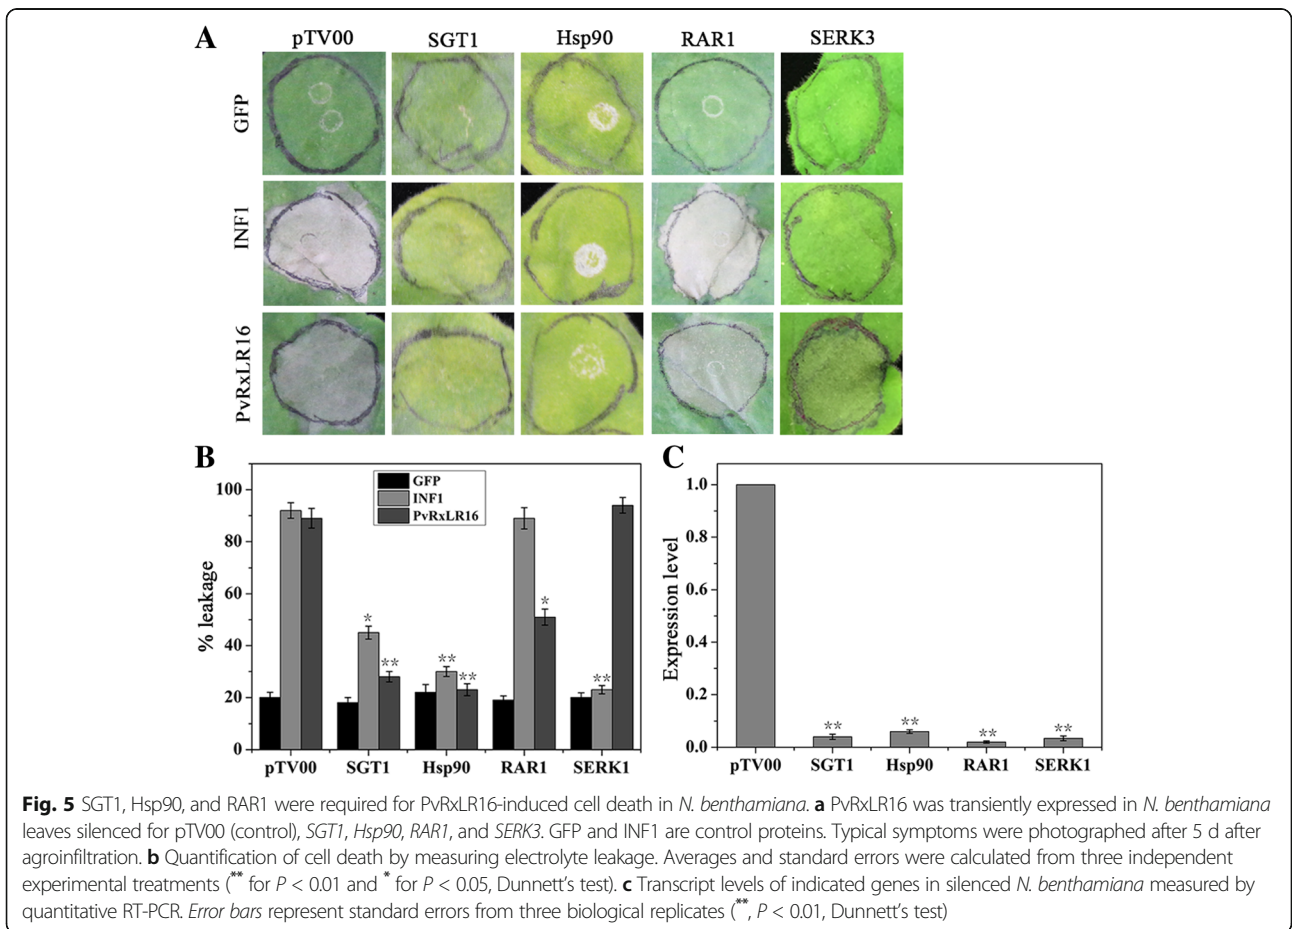 A
pTV00 SGT1 Hsp90 RAR1 SERK3
GFP
INF1
PvRxLR16
B
% leakage
100
80
60
40
20
0
GFP
INF1
PvRxLR16
* ** ** ** * **
pTV00 SGT1 Hsp90 RAR1 SERK1
C
Expression level
1.0
0.8
0.6
0.4
0.2
0.0
** ** ** **
pTV00 SGT1 Hsp90 RAR1 SERK1
Fig. 5 SGT1, Hsp90, and RAR1 were required for PvRxLR16-induced cell death in N. benthamiana. a PvRxLR16 was transiently expressed in N. benthamiana
leaves silenced for pTV00 (control), SGT1, Hsp90, RAR1, and SERK3. GFP and INF1 are control proteins. Typical symptoms were photographed after 5 d after
agroinfiltration. b Quantification of cell death by measuring electrolyte leakage. Averages and standard errors were calculated from three independent
experimental treatments (** for P < 0.01 and * for P < 0.05, Dunnett's test). c Transcript levels of indicated genes in silenced N. benthamiana measured by
quantitative RT-PCR. Error bars represent standard errors from three biological replicates (**, P < 0.01, Dunnett's test)